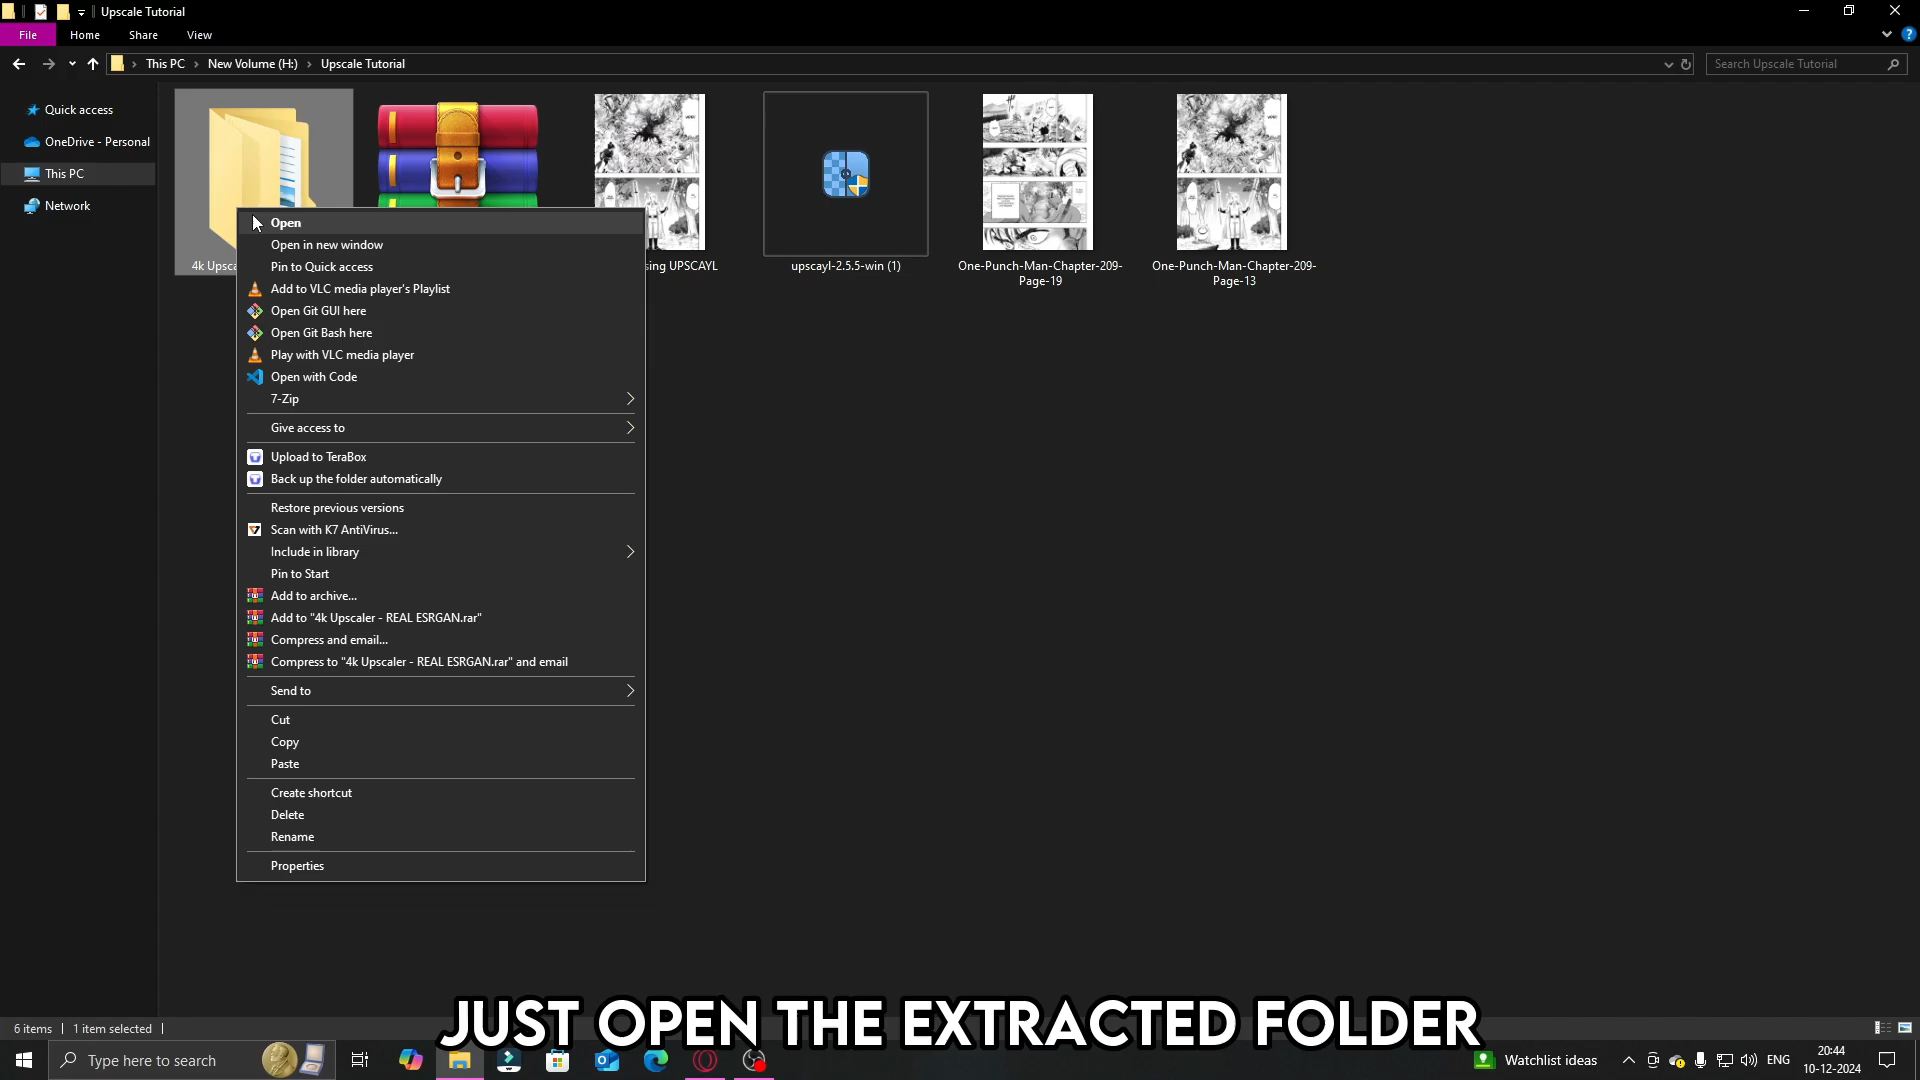 Upscale Tutorial
File
Home
Share
View
This PC
New Volume (H:)
Upscale Tutorial
Search Upscale Tutorial
Quick access
OneDrive - Personal
This PC
Network
4k Upsca
sing UPSCAYL
upscayl-2.5.5-win (1)
One-Punch-Man-Chapter-209-
Page-19
One-Punch-Man-Chapter-209-
Page-13
Open
Open in new window
Pin to Quick access
Add to VLC media player's Playlist
Open Git GUI here
Open Git Bash here
Play with VLC media player
Open with Code
7-Zip
Give access to
Upload to TeraBox
Back up the folder automatically
Restore previous versions
Scan with K7 AntiVirus...
Include in library
Pin to Start
Add to archive...
Add to "4k Upscaler - REAL ESRGAN.rar"
Compress and email...
Compress to "4k Upscaler - REAL ESRGAN.rar" and email
Send to
Cut
Copy
Paste
Create shortcut
Delete
Rename
Properties
6 items
1 item selected
JUST OPEN THE EXTRACTED FOLDER
Type here to search
Watchlist ideas
ENG
20:44
10-12-2024